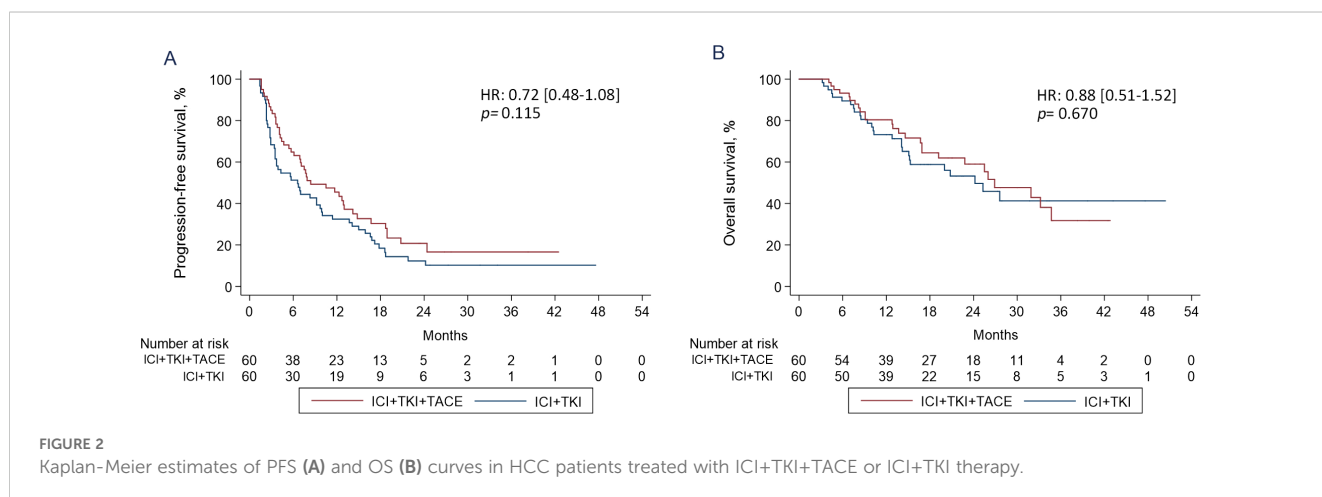 A
Progression-free survival, %
100
80
60
40
20
0
HR: 0.72 [0.48-1.08]
p= 0.115
0 6 12 18 24 30 36 42 48 54
Months
Number at risk
ICI+TKI+TACE 60 38 23 13 5 2 2 1 0 0
ICI+TKI 60 30 19 9 6 3 1 1 0 0
ICI+TKI+TACE ICI+TKI
B
Overall survival, %
100
80
60
40
20
0
HR: 0.88 [0.51-1.52]
p= 0.670
0 6 12 18 24 30 36 42 48 54
Months
Number at risk
ICI+TKI+TACE 60 54 39 27 18 11 4 2 0 0
ICI+TKI 60 50 39 22 15 8 5 3 1 0
ICI+TKI+TACE ICI+TKI
FIGURE 2
Kaplan-Meier estimates of PFS (A) and OS (B) curves in HCC patients treated with ICI+TKI+TACE or ICI+TKI therapy.